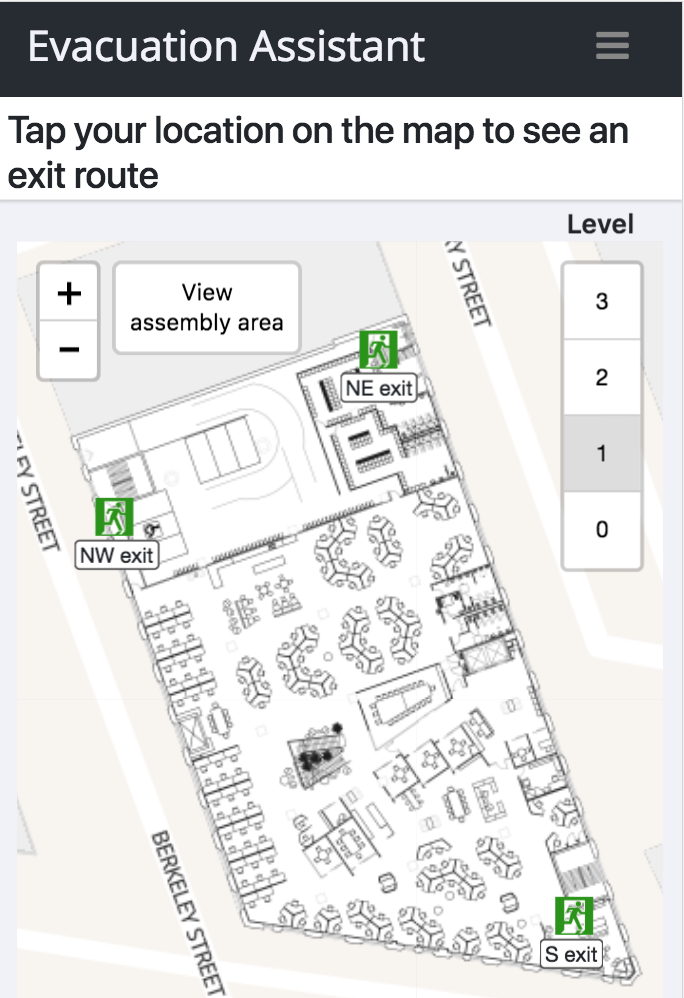 Evacuation Assistant
Tap your location on the map to see an
exit route
Level
+
View
assembly area
−
3
2
1
0
Y STREET
NE exit
LEY STREET
NW exit
BERKELEY STREET
S exit